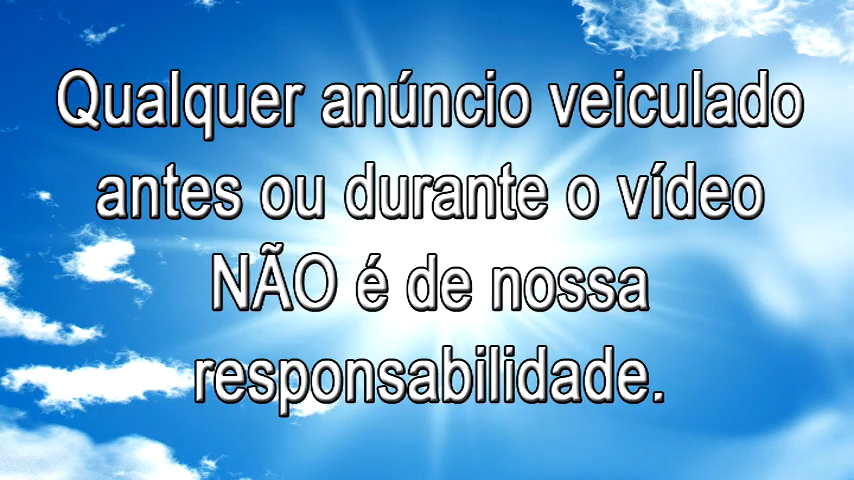 Qualquer anúncio veiculado
antes ou durante o vídeo
NÃO é de nossa
responsabilidade.